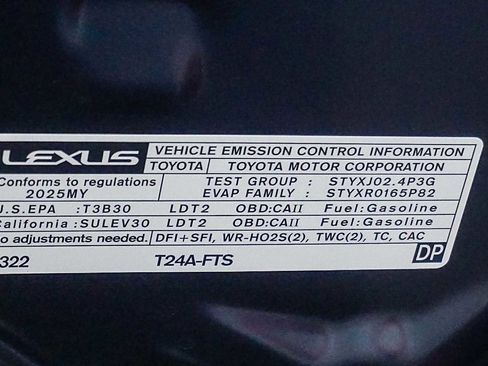 LEXUS VEHICLE EMISSION CONTROL INFORMATION
TOYOTA TOYOTA MOTOR CORPORATION
Conforms to regulations TEST GROUP : STYXJ02.4P3G
2025MY EVAP FAMILY : STYXR0165P82
U.S.EPA :T3B30 LDT2 OBD:CAII Fuel:Gasoline
California :SULEV30 LDT2 OBD:CAII Fuel:Gasoline
No adjustments needed. DFI+SFI, WR-HO2S(2), TWC(2), TC, CAC
322 T24A-FTS DP